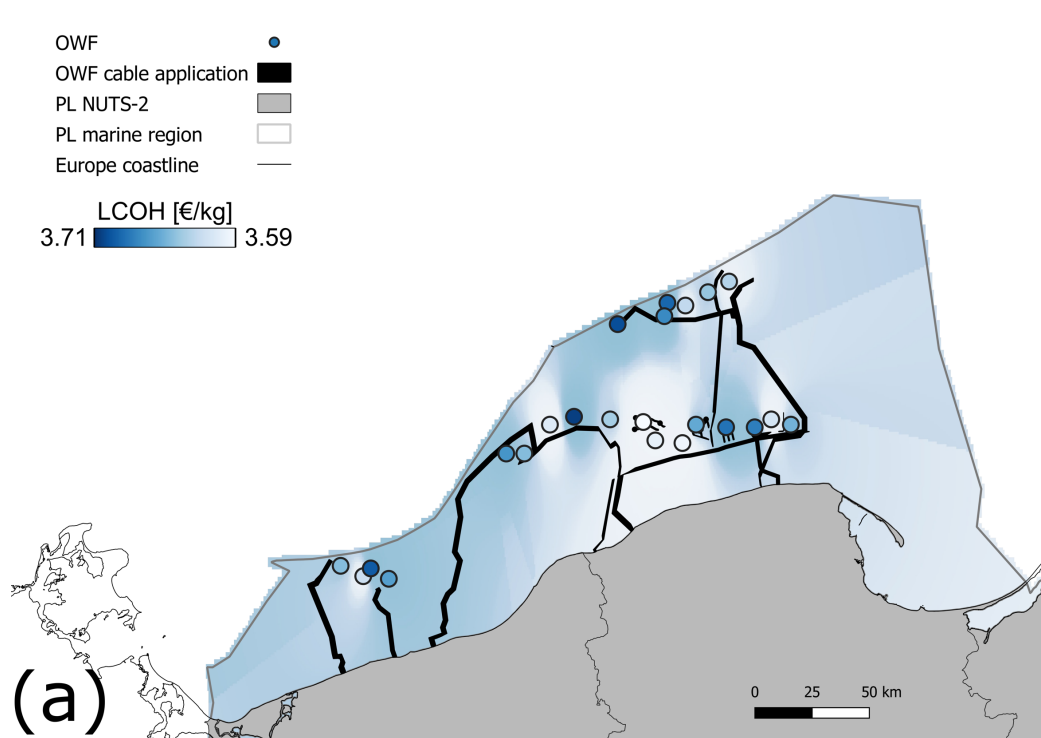 OWF
OWF cable application
PL NUTS-2
PL marine region
Europe coastline
LCOH [€/kg]
3.71 3.59
(a)
0 25 50 km